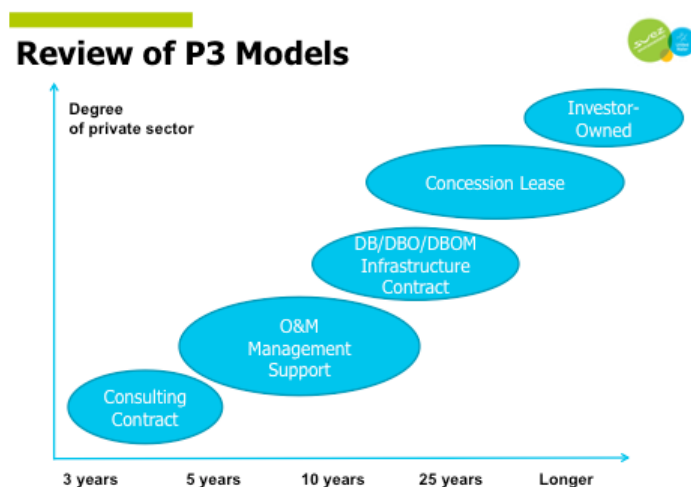 Review of P3 Models
suez
Degree
of private sector
Investor-
Owned
Concession Lease
DB/DBO/DBOM
Infrastructure
Contract
O&M
Management
Support
Consulting
Contract
3 years
5 years
10 years
25 years
Longer